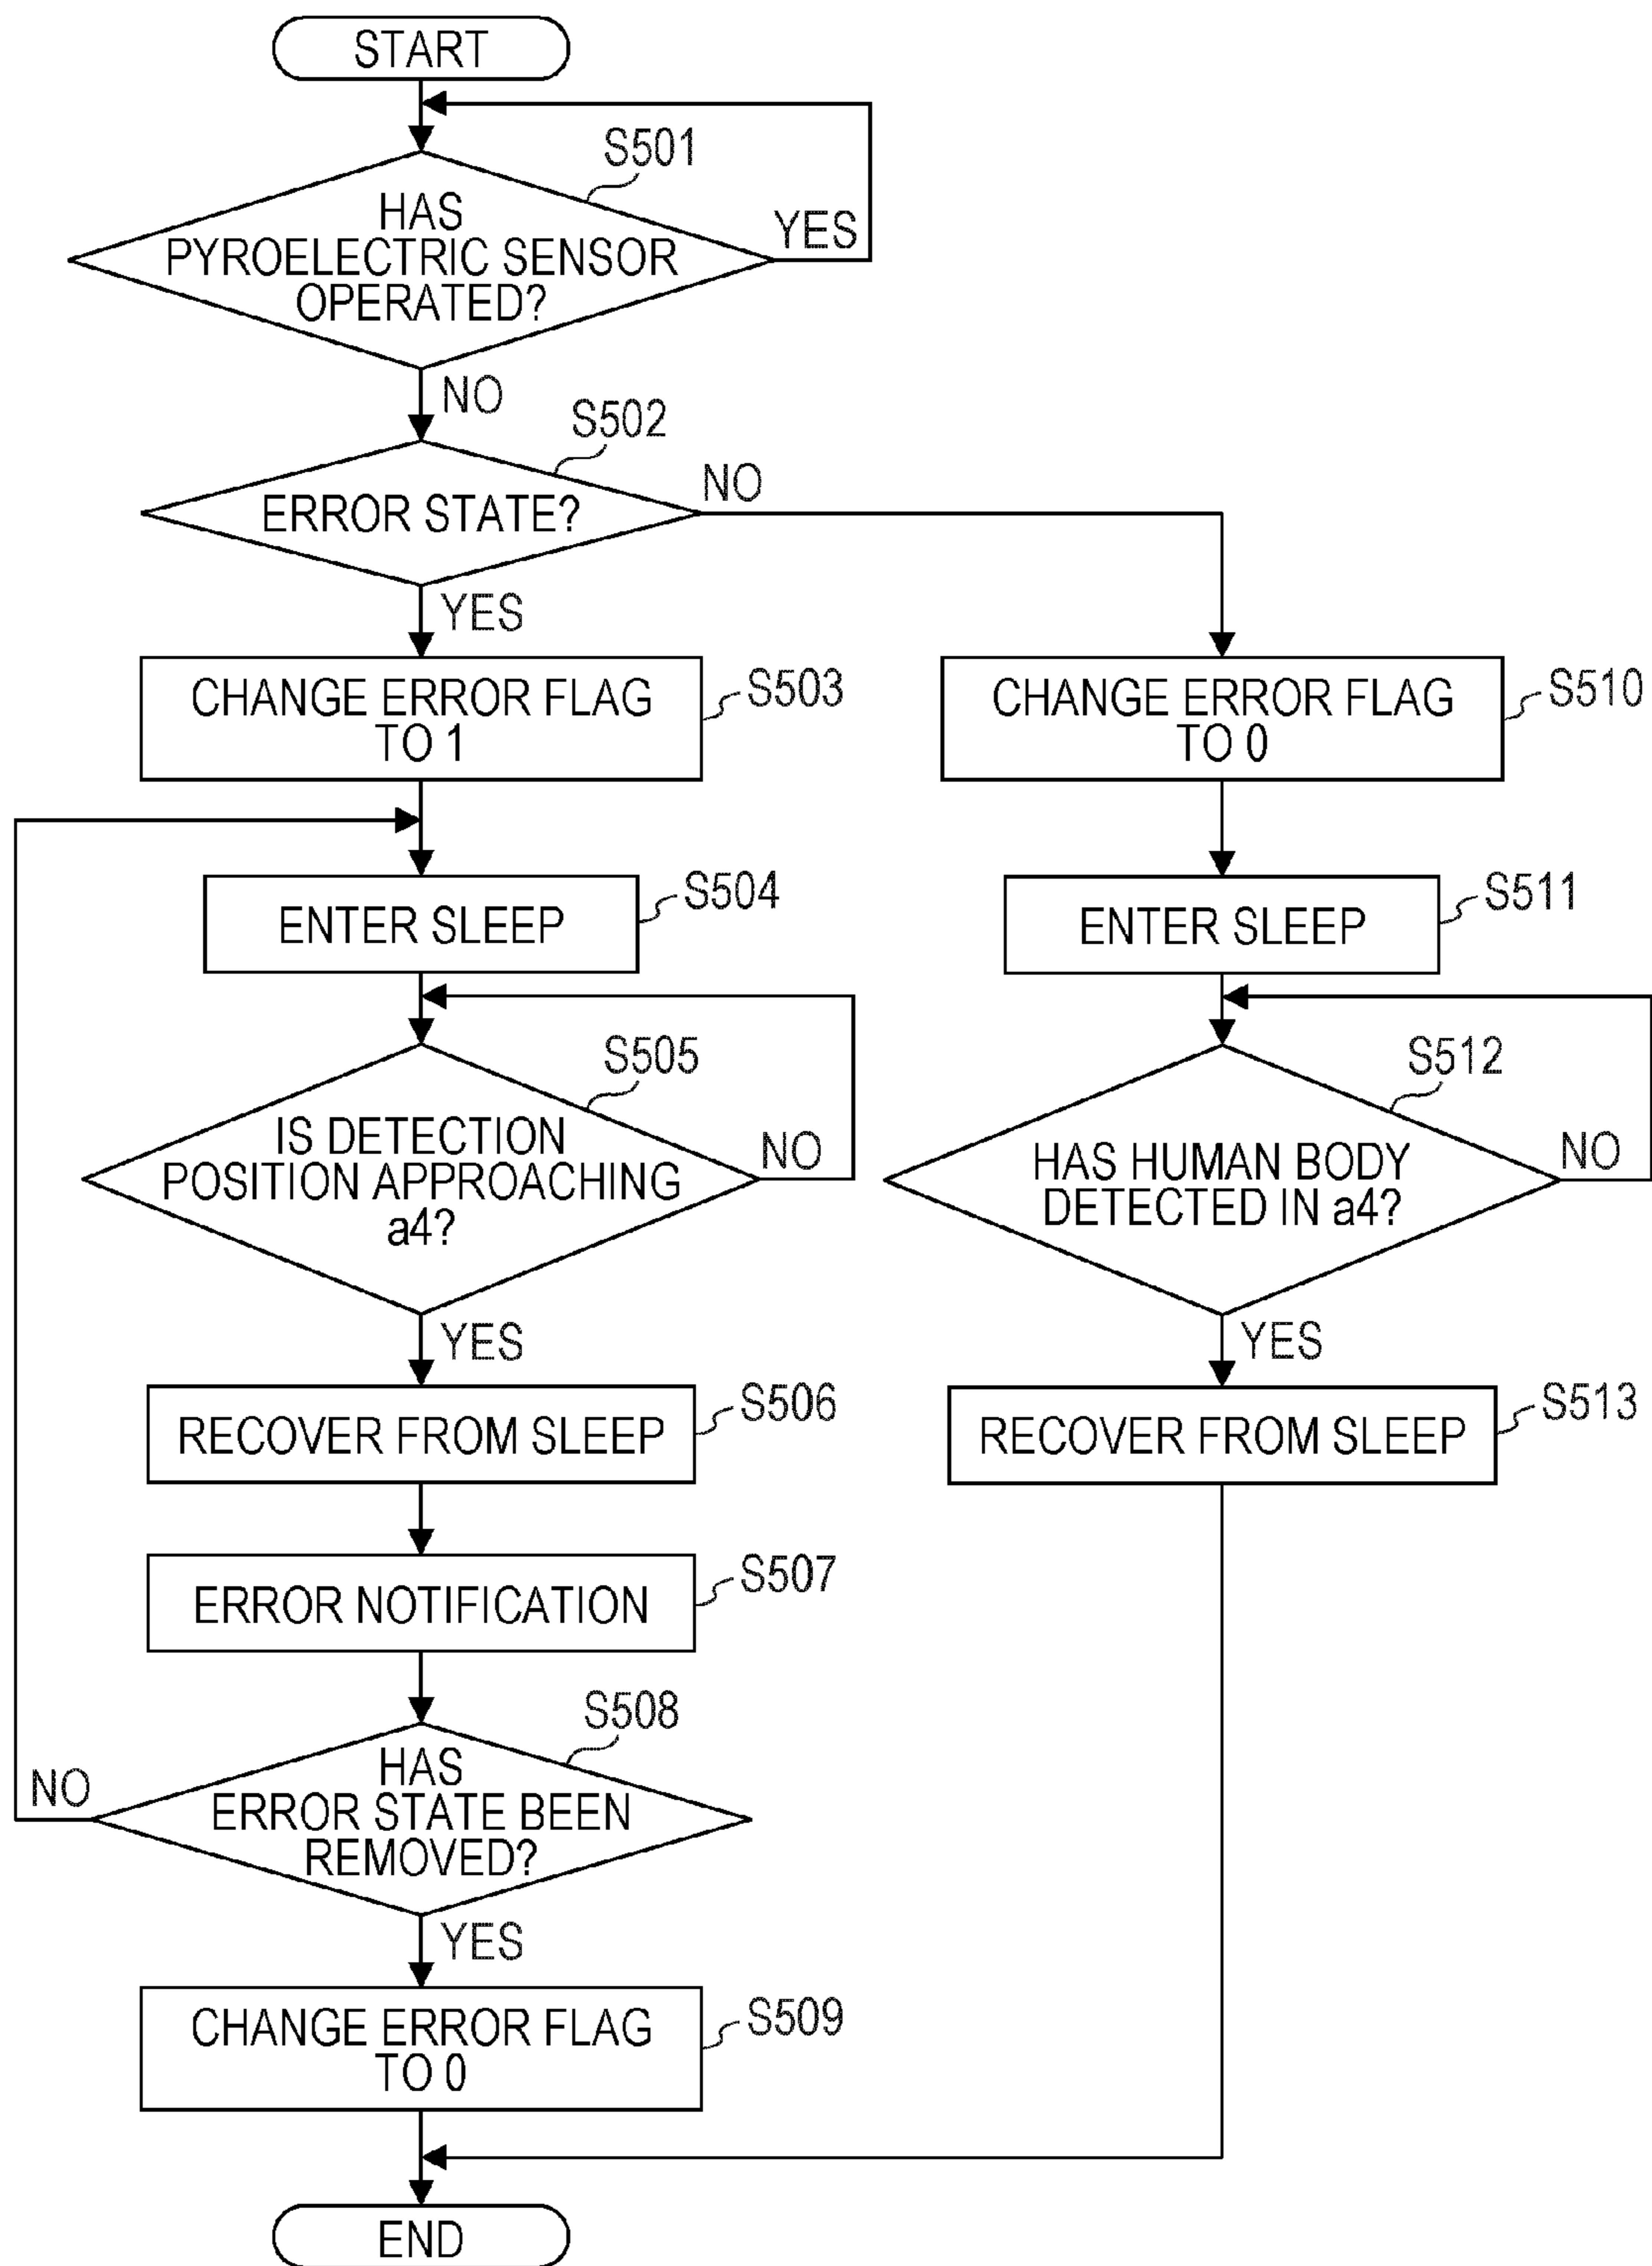 START
S501
HAS
PYROELECTRIC SENSOR
OPERATED?
YES
NO
S502
ERROR STATE?
NO
YES
CHANGE ERROR FLAG
TO 1
S503
CHANGE ERROR FLAG
TO 0
S510
ENTER SLEEP
S504
ENTER SLEEP
S511
S505
IS DETECTION
POSITION APPROACHING
a4?
NO
YES
S512
HAS HUMAN BODY
DETECTED IN a4?
NO
YES
RECOVER FROM SLEEP
S506
RECOVER FROM SLEEP
S513
ERROR NOTIFICATION
S507
S508
HAS
ERROR STATE BEEN
REMOVED?
NO
YES
CHANGE ERROR FLAG
TO 0
S509
END